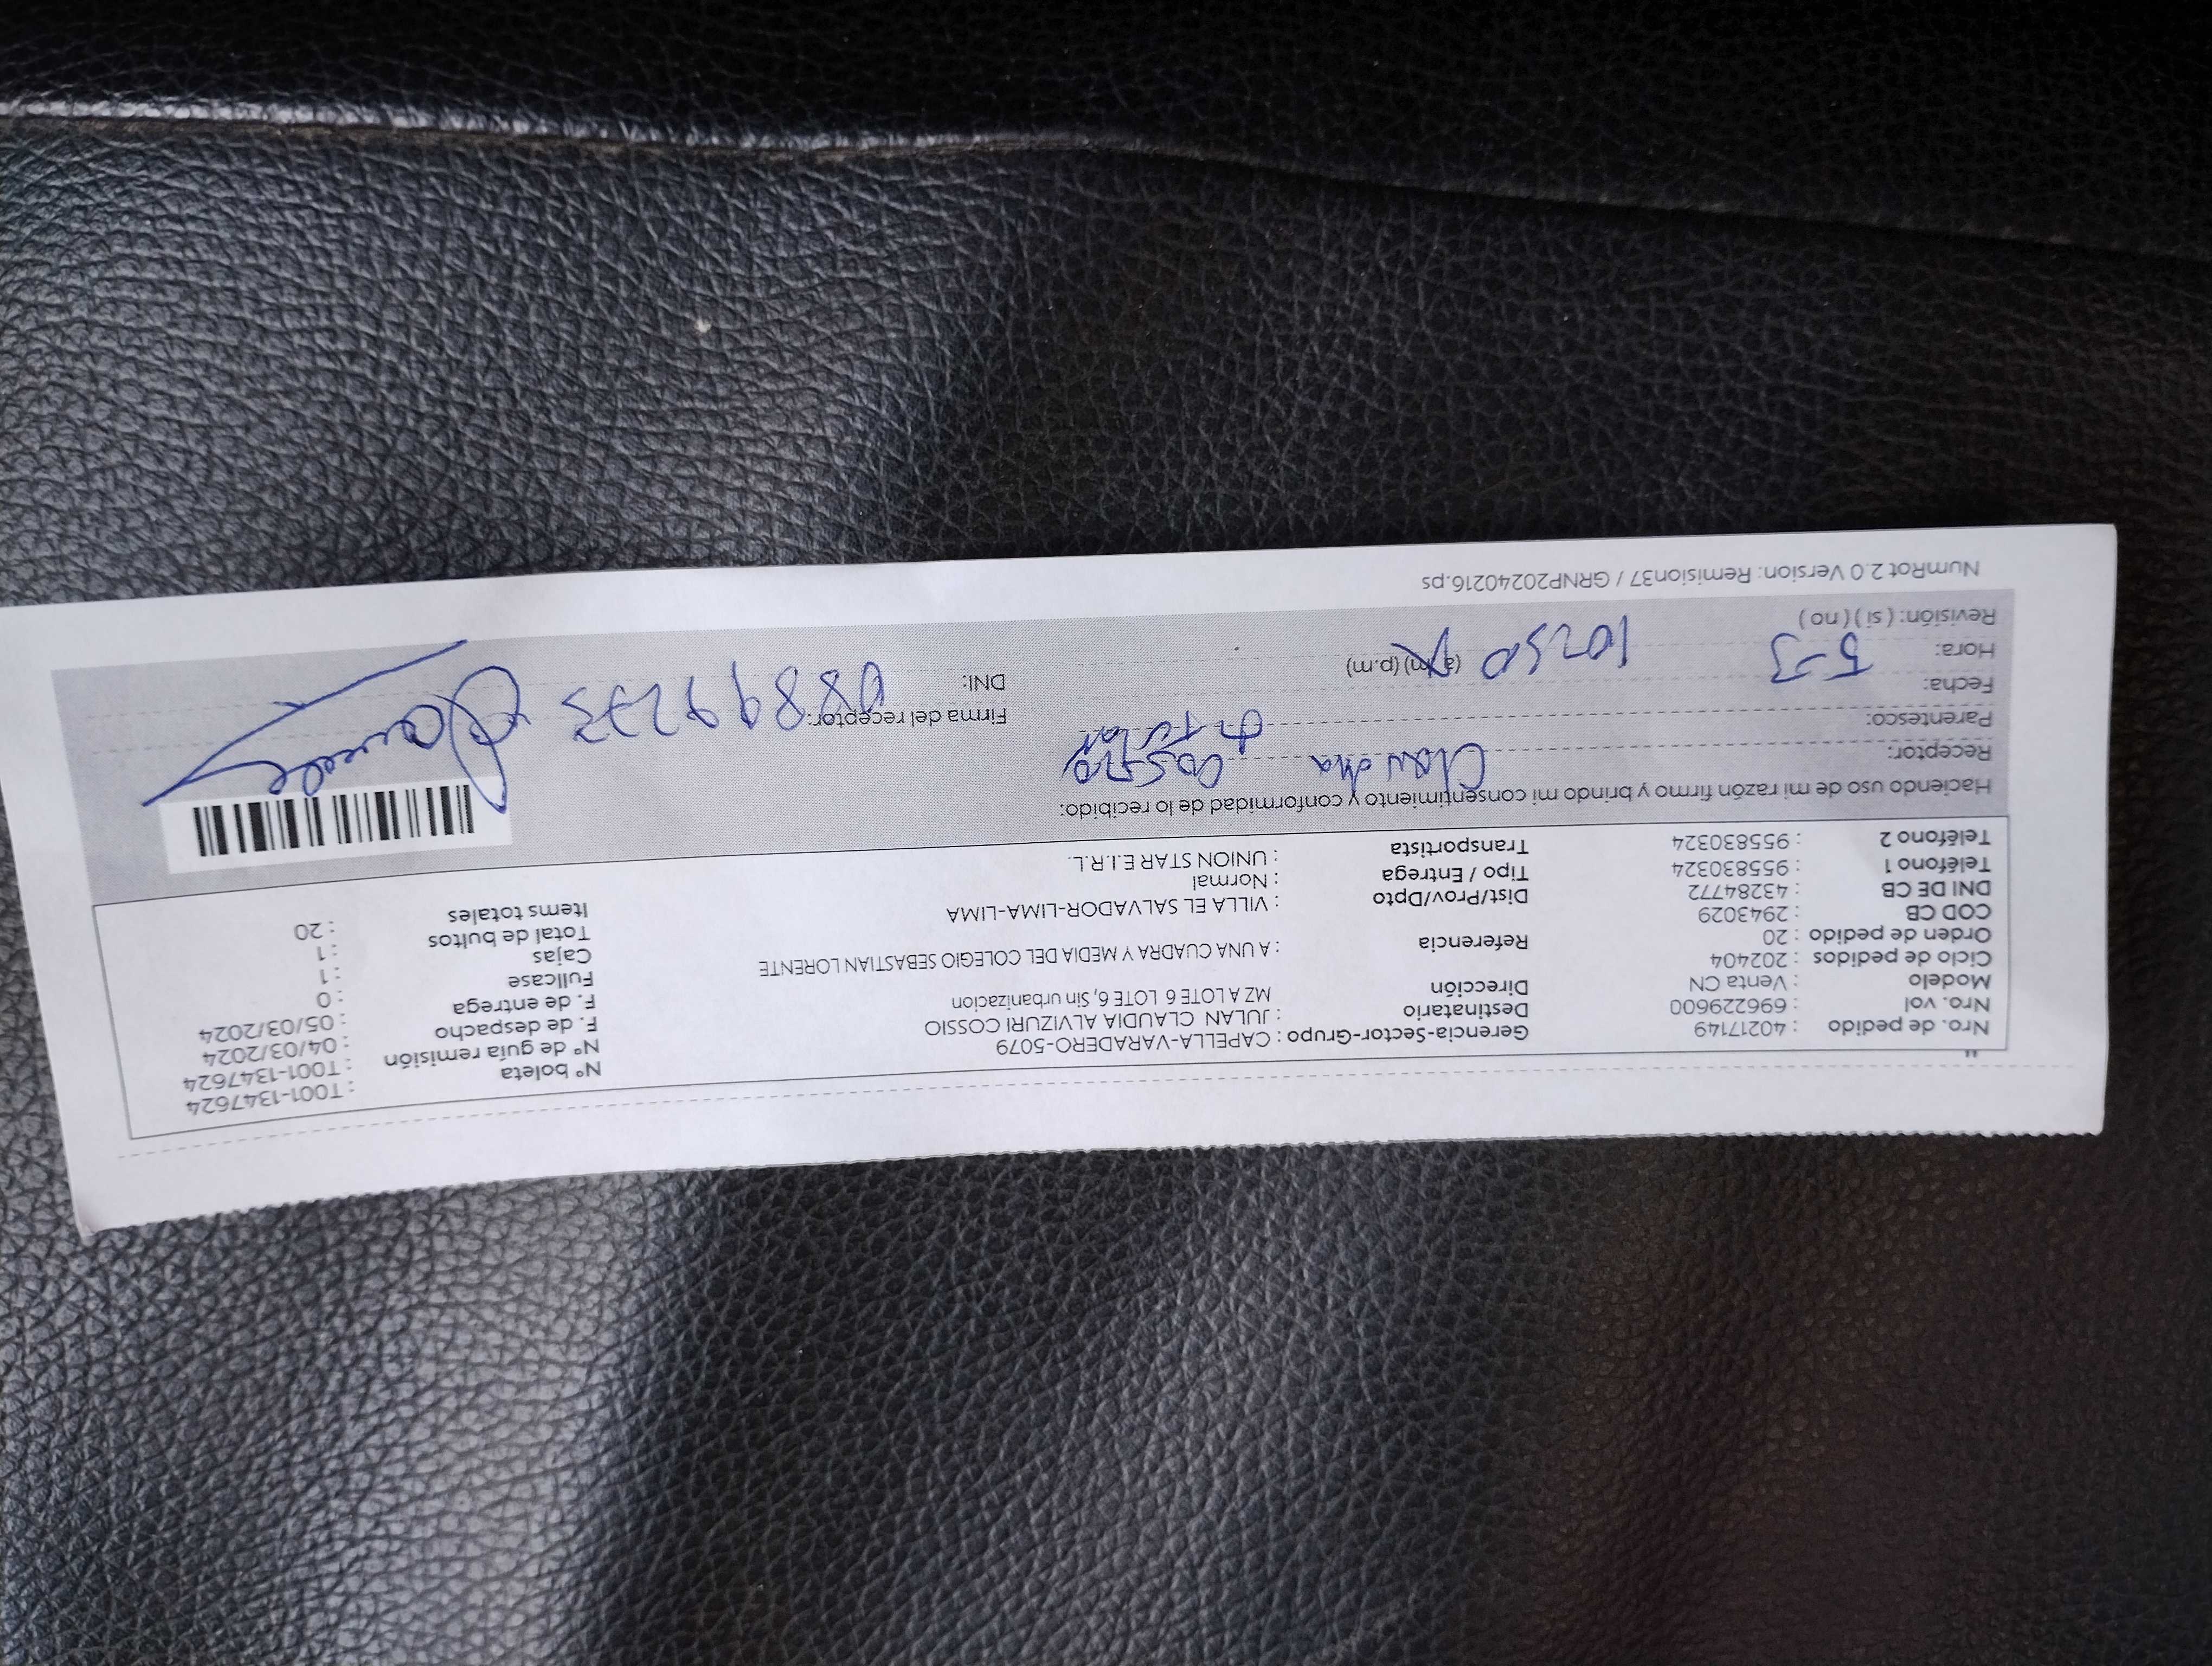 Nro. de pedido : 40217149 Gerencia-Sector-Grupo : CAPELLA-VARADERO-5079 Nº boleta : T001-1347624
Nro. vol : 696229600 Destinatario : JULAN CLAUDIA ALVIZURI COSSIO Nº de guía remisión : T001-1347624
Modelo : Venta CN Dirección MZ A LOTE 6 LOTE 6, Sin urbanizacion F. de despacho : 04/03/2024
Ciclo de pedidos : 202404 F. de entrega : 05/03/2024
Orden de pedido : 20 Referencia : A UNA CUADRA Y MEDIA DEL COLEGIO SEBASTIAN LORENTE Fullcase : 0
COD CB : 2943029 Cajas : 1
DNI DE CB : 43284772 Dist/Prov/Dpto : VILLA EL SALVADOR-LIMA-LIMA Total de bultos : 1
Teléfono 1 : 955830324 Tipo / Entrega : Normal Items totales : 20
Teléfono 2 : 955830324 Transportista : UNION STAR E.I.R.L.
Haciendo uso de mi razón firmo y brindo mi consentimiento y conformidad de lo recibido:
Receptor: Claudia
Parentesco:
Fecha: 5-3 Firma del receptor:
Hora: (a.m) (p.m) DNI:
Revisión: ( si ) ( no )
NumRot 2.0 Version: Remision37 / GRNP20240216.ps